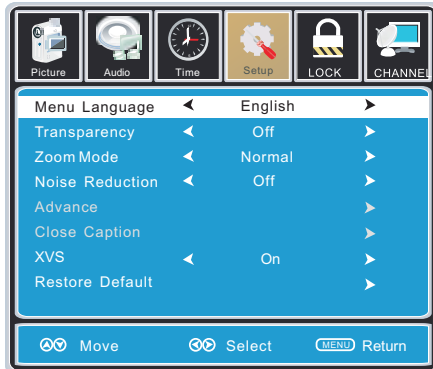 Picture Audio Time Setup LOCK CHANNEL
Menu Language English
Transparency Off
Zoom Mode Normal
Noise Reduction Off
Advance
Close Caption
XVS On
Restore Default
Move Select MENU Return